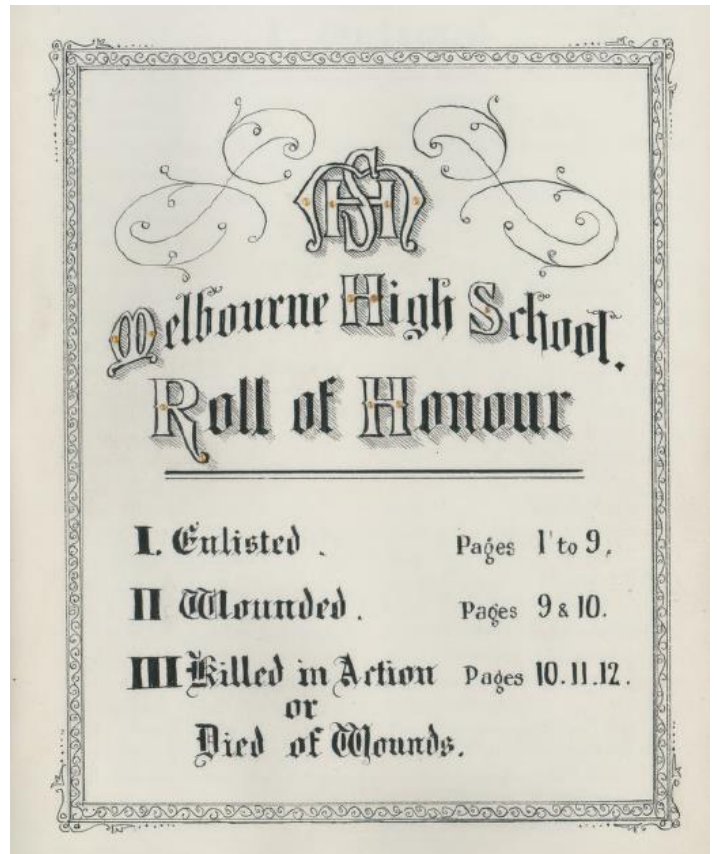 MHS
Melbourne High School.
Roll of Honour
I. Enlisted. Pages 1 to 9.
II Wounded. Pages 9 & 10.
III Killed in Action Pages 10.11.12.
or
Died of Wounds.